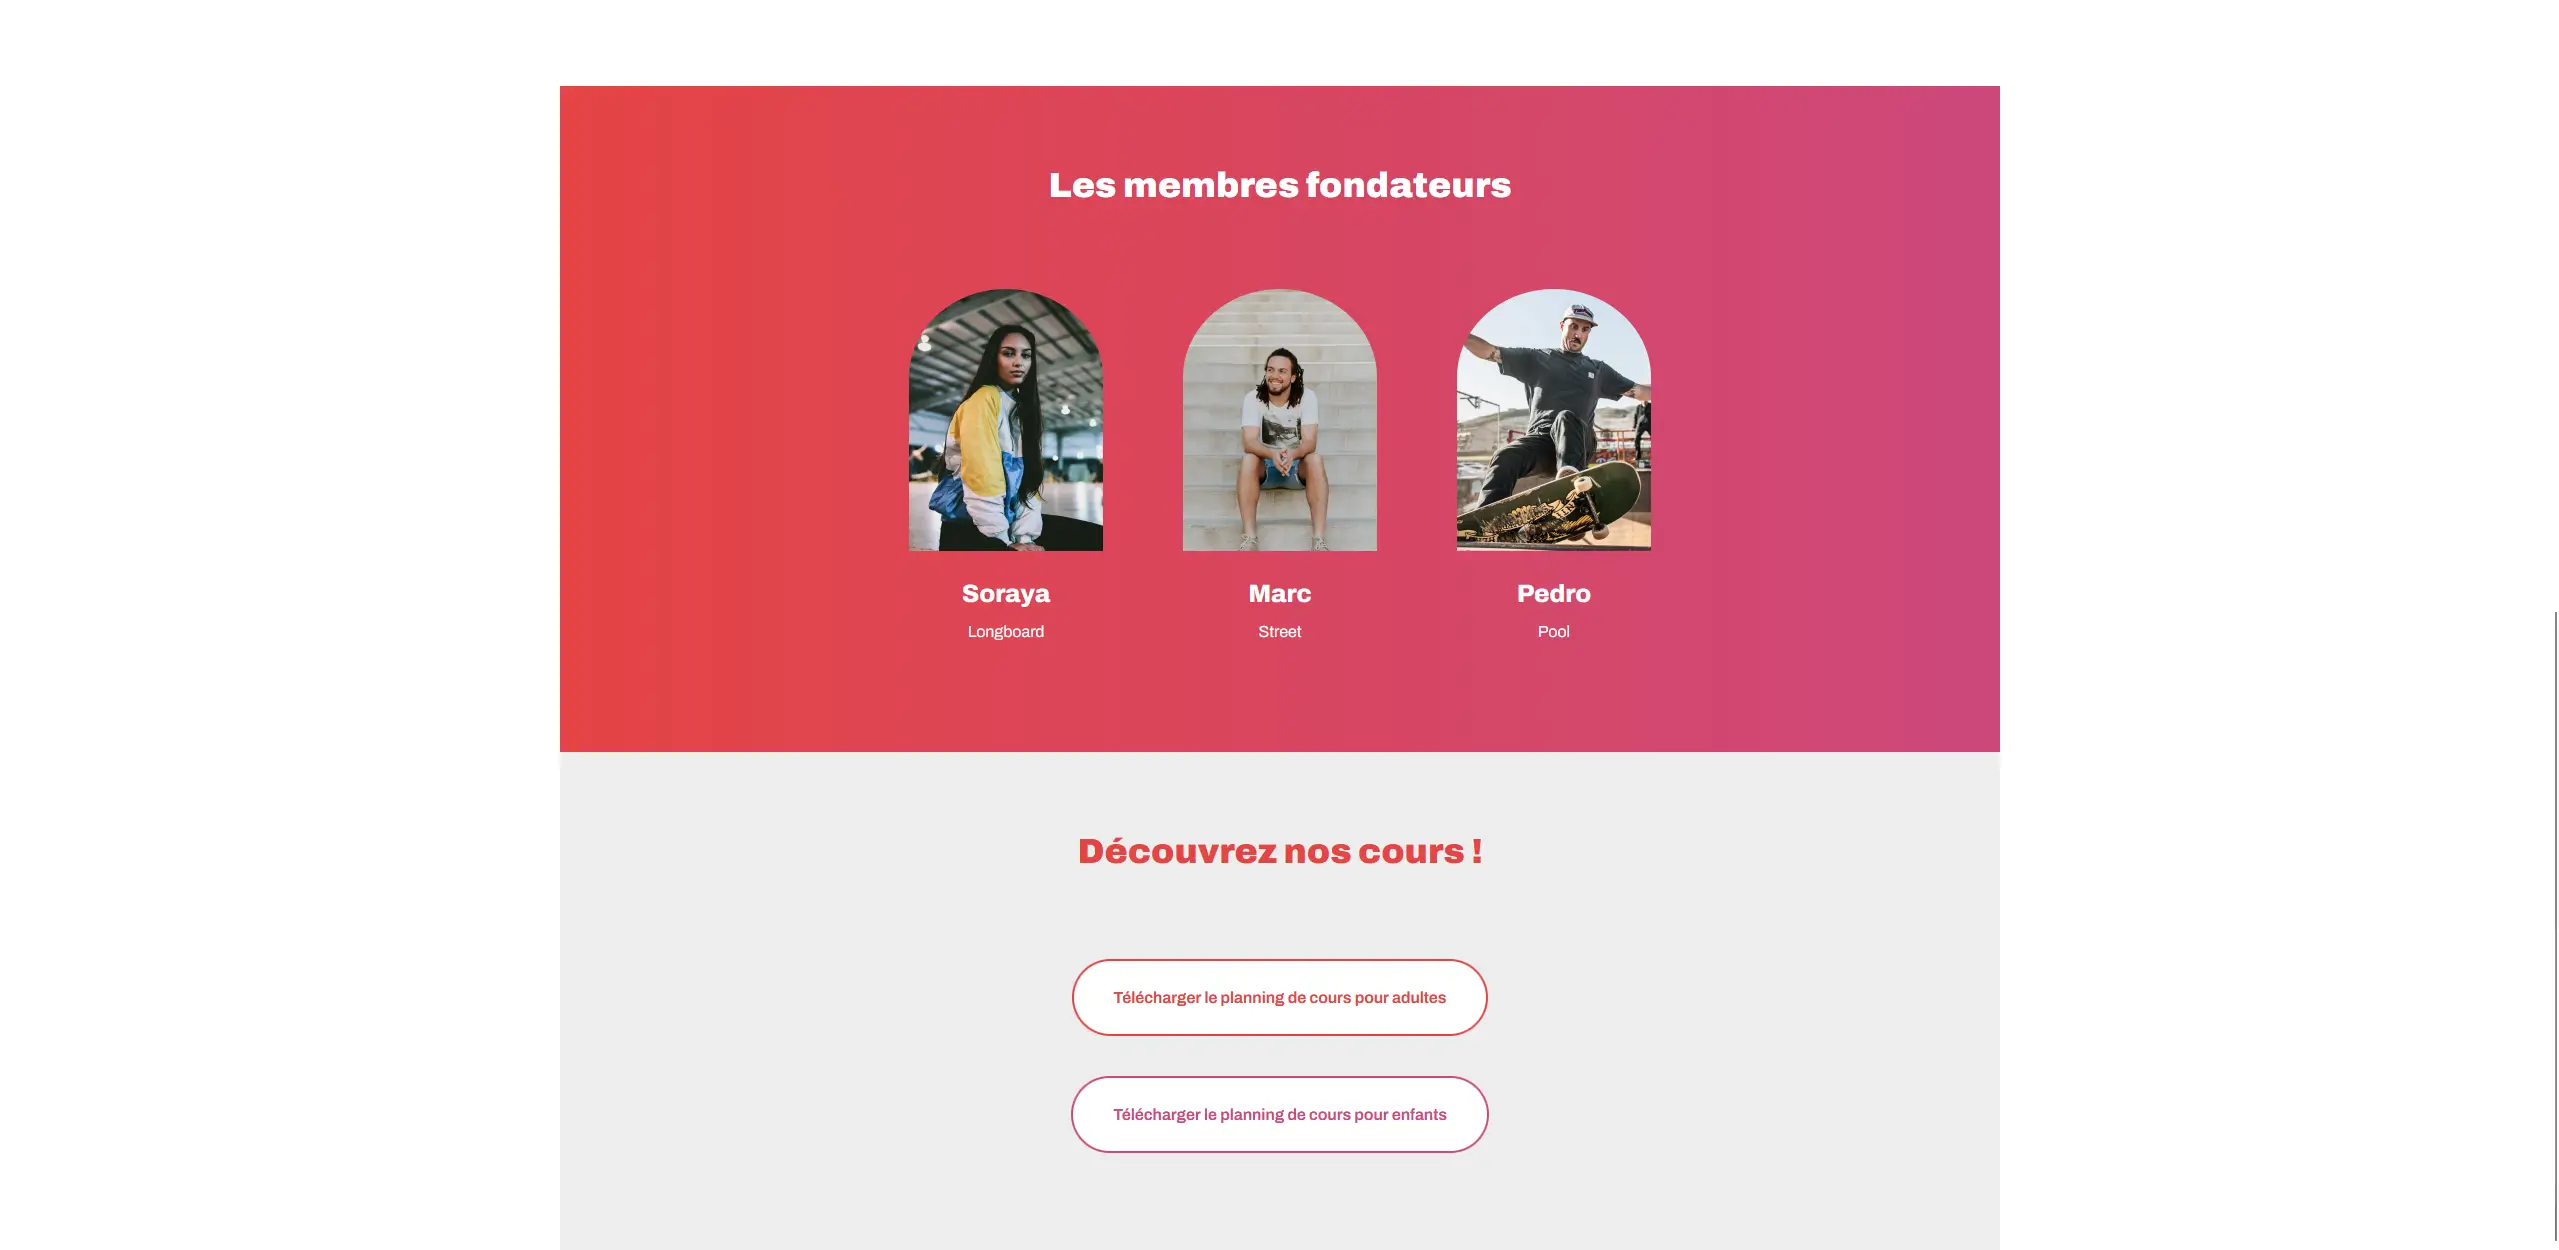 Les membres fondateurs
Soraya
Marc
Pedro
Longboard
Street
Pool
Découvrez nos cours !
Télécharger le planning de cours pour adultes
Télécharger le planning de cours pour enfants